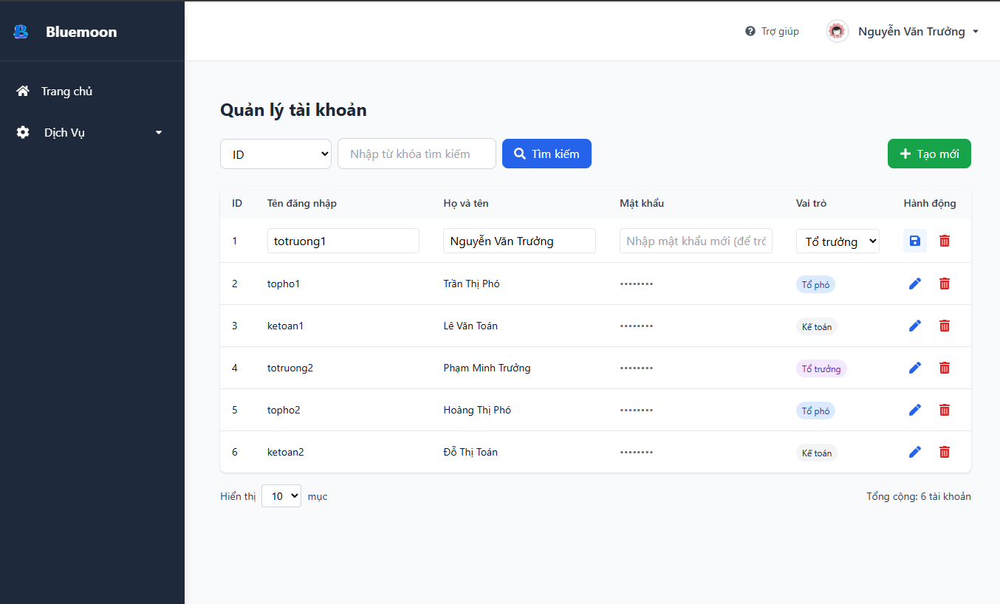 Bluemoon
Trợ giúp
Nguyễn Văn Trưởng
Trang chủ
Dịch Vụ
Quản lý tài khoản
ID Nhập từ khóa tìm kiếm Tìm kiếm Tạo mới
ID Tên đăng nhập Họ và tên Mật khẩu Vai trò Hành động
1 totruong1 Nguyễn Văn Trưởng Nhập mật khẩu mới (để trố Tổ trưởng
2 topho1 Trần Thị Phó •••••••• Tổ phó
3 ketoan1 Lê Văn Toán •••••••• Kế toán
4 totruong2 Phạm Minh Trưởng •••••••• Tổ trưởng
5 topho2 Hoàng Thị Phó •••••••• Tổ phó
6 ketoan2 Đỗ Thị Toán •••••••• Kế toán
Hiển thị 10 mục Tổng cộng: 6 tài khoản